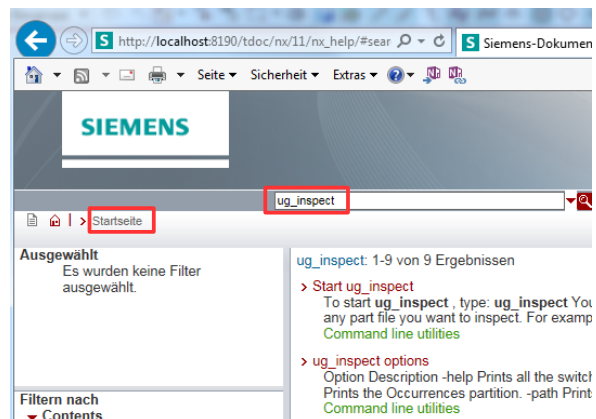 http://localhost:8190/tdoc/nx/11/nx_help/#sear
Siemens-Dokumen
Seite Sicherheit Extras
SIEMENS
ug_inspect
Startseite
Ausgewählt
Es wurden keine Filter
ausgewählt.
ug_inspect: 1-9 von 9 Ergebnissen
Start ug_inspect
To start ug_inspect , type: ug_inspect You
any part file you want to inspect. For examp
Command line utilities
ug_inspect options
Option Description -help Prints all the switch
Prints the Occurrences partition. -path Prints
Command line utilities
Filtern nach
Contents